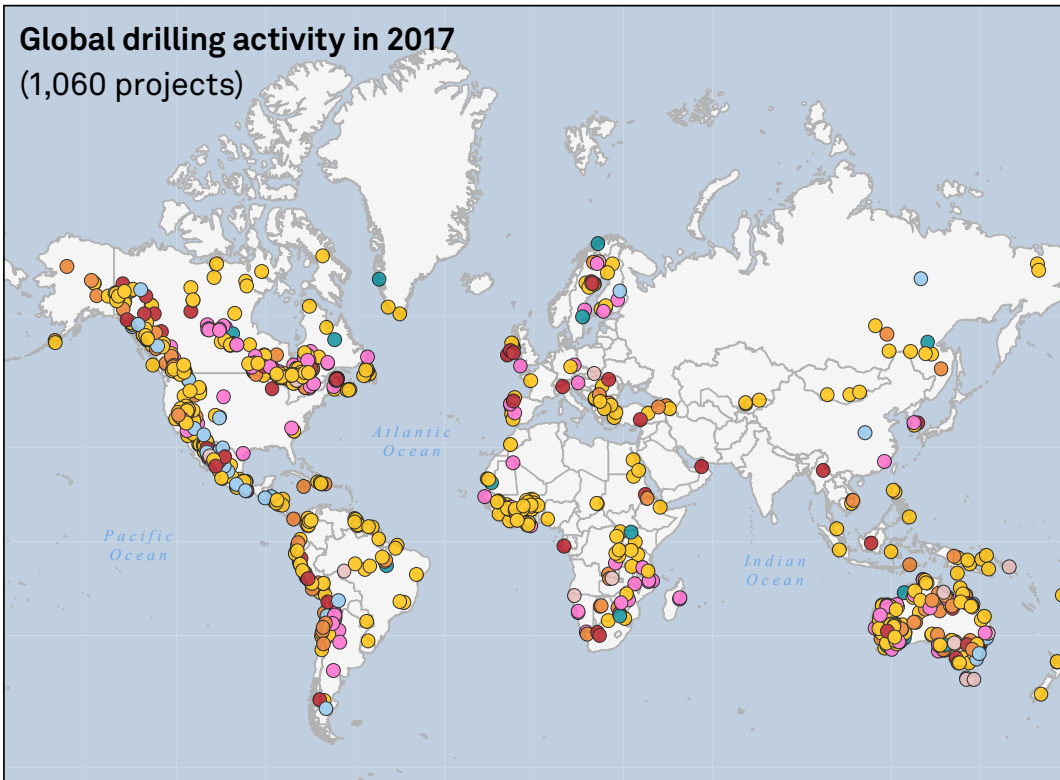 Global drilling activity in 2017
(1,060 projects)
Atlantic
Ocean
Pacific
Ocean
Indian
Ocean